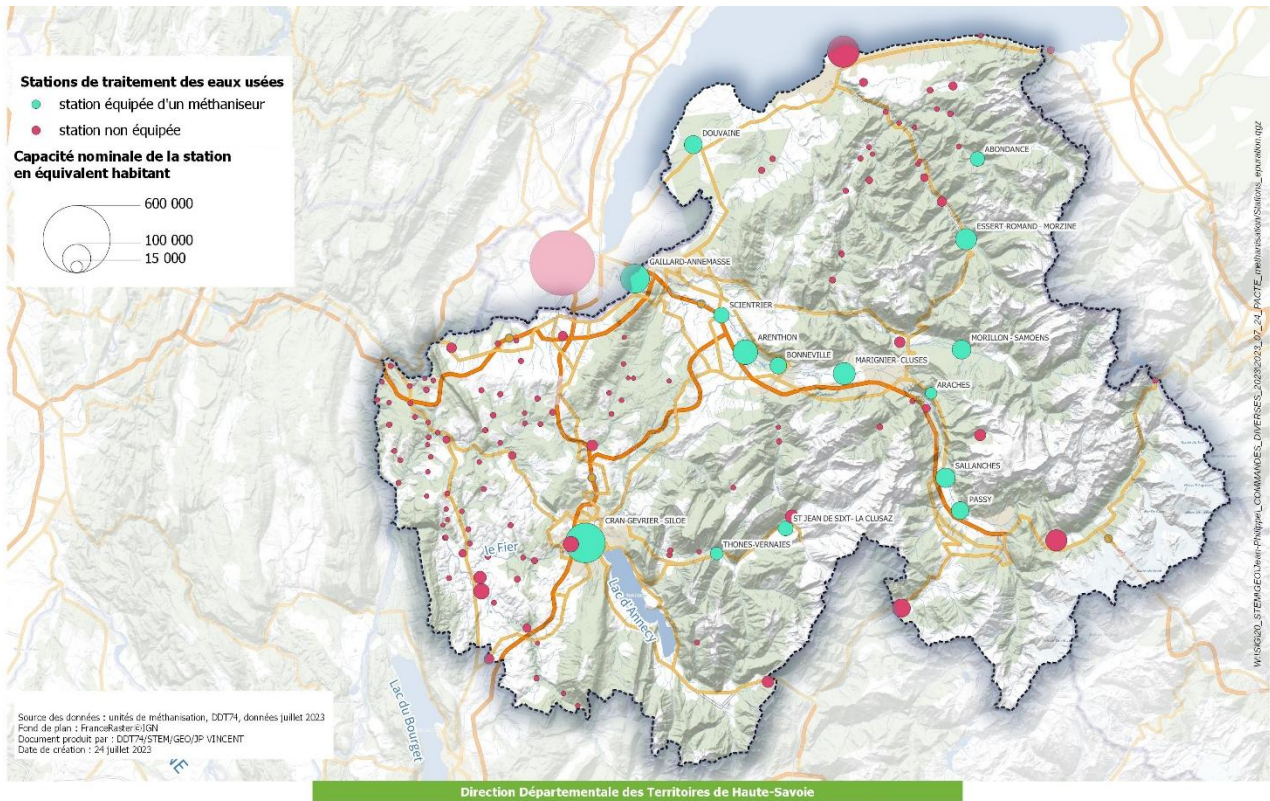 Stations de traitement des eaux usées
station équipée d'un méthaniseur
station non équipée
Capacité nominale de la station
en équivalent habitant
600 000
100 000
15 000
DOUVAINE
ABONDANCE
ESSERT-ROMAND - MORZINE
GAILLARD-ANNEMASSE
SCIENTRIER
ARENTHON
BONNEVILLE
MARIGNIER- CLUSES
MORILLON - SAMOENS
ARACHES
SALLANCHES
PASSY
CRAN-GEVRIER - SILOE
ST JEAN DE SIXT- LA CLUSAZ
THONES-VERNAIES
le Fier
Lac d'Annecy
Lac du Bourget
Source des données : unités de méthanisation, DDT74, données juillet 2023
Fond de plan : FranceRaster©IGN
Document produit par : DDT74/STEM/GEO/JP VINCENT
Date de création : 24 juillet 2023
Direction Départementale des Territoires de Haute-Savoie